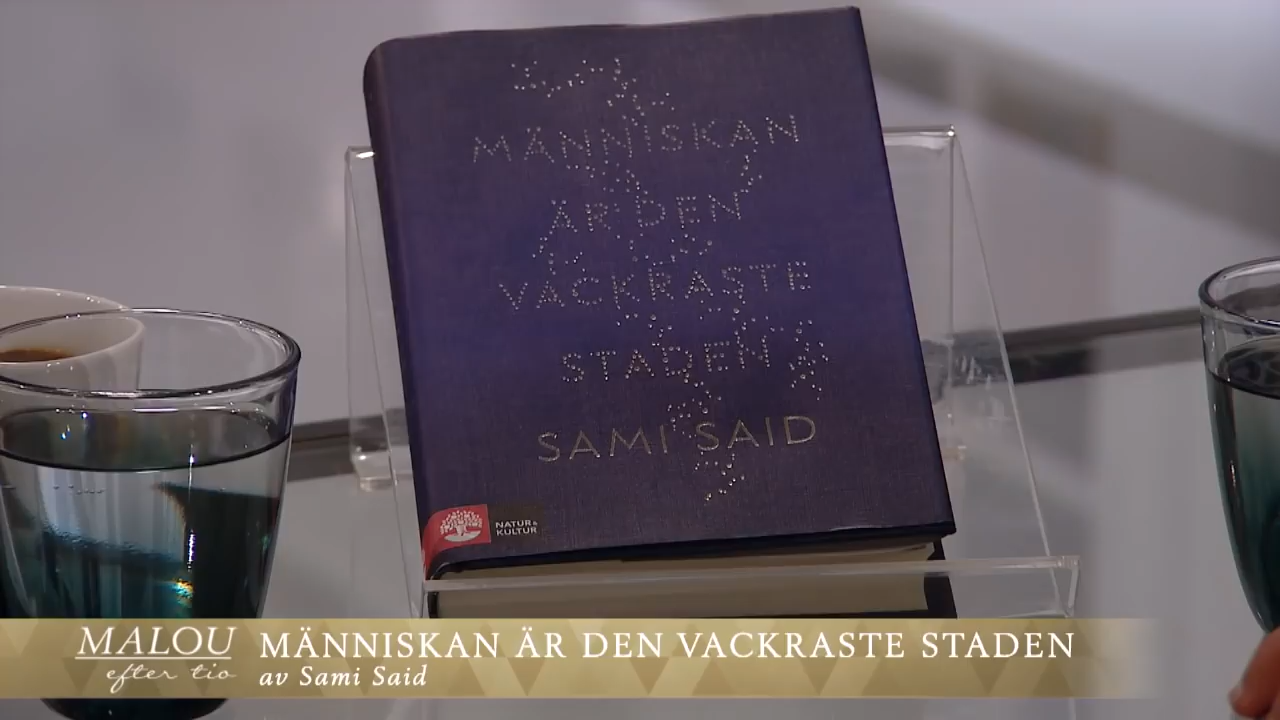 MÄNNISKAN
ÄR DEN
VACKRASTE
STADEN
SAMI SAID
NATUR &
KULTUR
MALOU
efter tio
MÄNNISKAN ÄR DEN VACKRASTE STADEN
av Sami Said